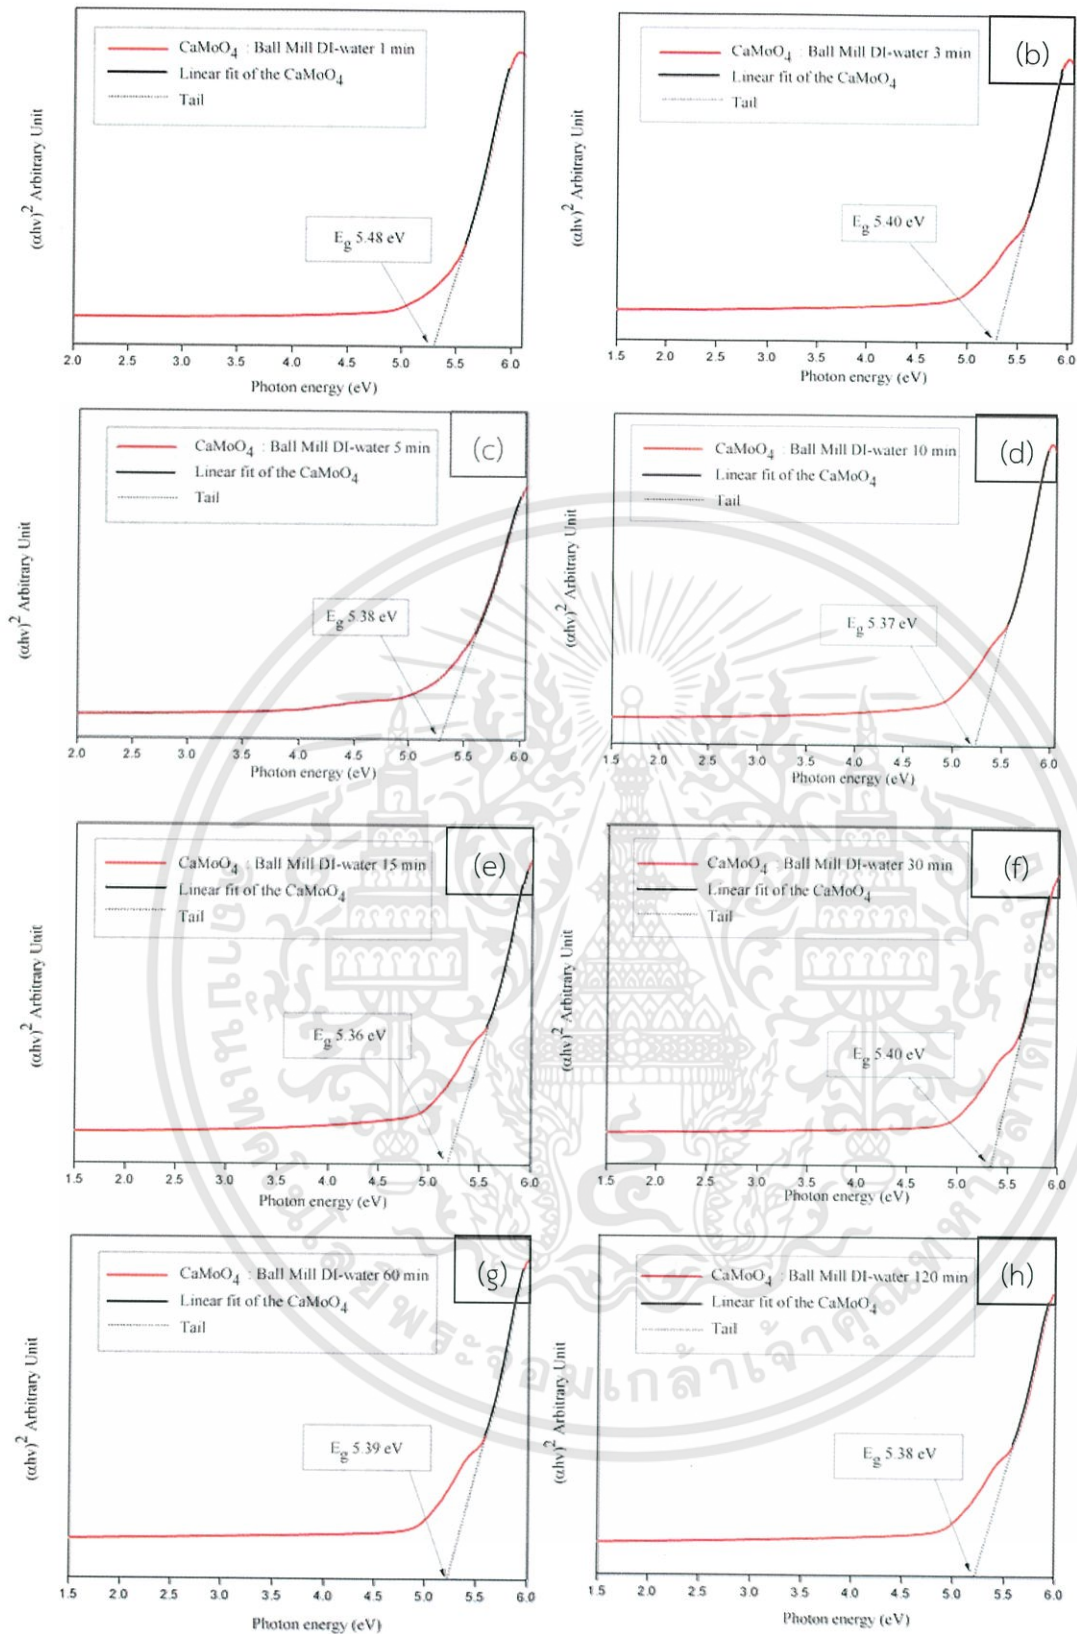 CaMoO4 : Ball Mill DI-water 1 min
Linear fit of the CaMoO4
Tail
(αhv)2 Arbitrary Unit
Eg 5.48 eV
2.0 2.5 3.0 3.5 4.0 4.5 5.0 5.5 6.0
Photon energy (eV)
(b)
CaMoO4 : Ball Mill DI-water 3 min
Linear fit of the CaMoO4
Tail
(αhv)2 Arbitrary Unit
Eg 5.40 eV
1.5 2.0 2.5 3.0 3.5 4.0 4.5 5.0 5.5 6.0
Photon energy (eV)
(c)
CaMoO4 : Ball Mill DI-water 5 min
Linear fit of the CaMoO4
Tail
(αhv)2 Arbitrary Unit
Eg 5.38 eV
2.0 2.5 3.0 3.5 4.0 4.5 5.0 5.5 6.0
Photon energy (eV)
(d)
CaMoO4 : Ball Mill DI-water 10 min
Linear fit of the CaMoO4
Tail
(αhv)2 Arbitrary Unit
Eg 5.37 eV
1.5 2.0 2.5 3.0 3.5 4.0 4.5 5.0 5.5 6.0
Photon energy (eV)
(e)
CaMoO4 : Ball Mill DI-water 15 min
Linear fit of the CaMoO4
Tail
(αhv)2 Arbitrary Unit
Eg 5.36 eV
1.5 2.0 2.5 3.0 3.5 4.0 4.5 5.0 5.5 6.0
Photon energy (eV)
(f)
CaMoO4 : Ball Mill DI-water 30 min
Linear fit of the CaMoO4
Tail
(αhv)2 Arbitrary Unit
Eg 5.40 eV
1.5 2.0 2.5 3.0 3.5 4.0 4.5 5.0 5.5 6.0
Photon energy (eV)
(g)
CaMoO4 : Ball Mill DI-water 60 min
Linear fit of the CaMoO4
Tail
(αhv)2 Arbitrary Unit
Eg 5.39 eV
1.5 2.0 2.5 3.0 3.5 4.0 4.5 5.0 5.5 6.0
Photon energy (eV)
(h)
CaMoO4 : Ball Mill DI-water 120 min
Linear fit of the CaMoO4
Tail
(αhv)2 Arbitrary Unit
Eg 5.38 eV
1.5 2.0 2.5 3.0 3.5 4.0 4.5 5.0 5.5 6.0
Photon energy (eV)